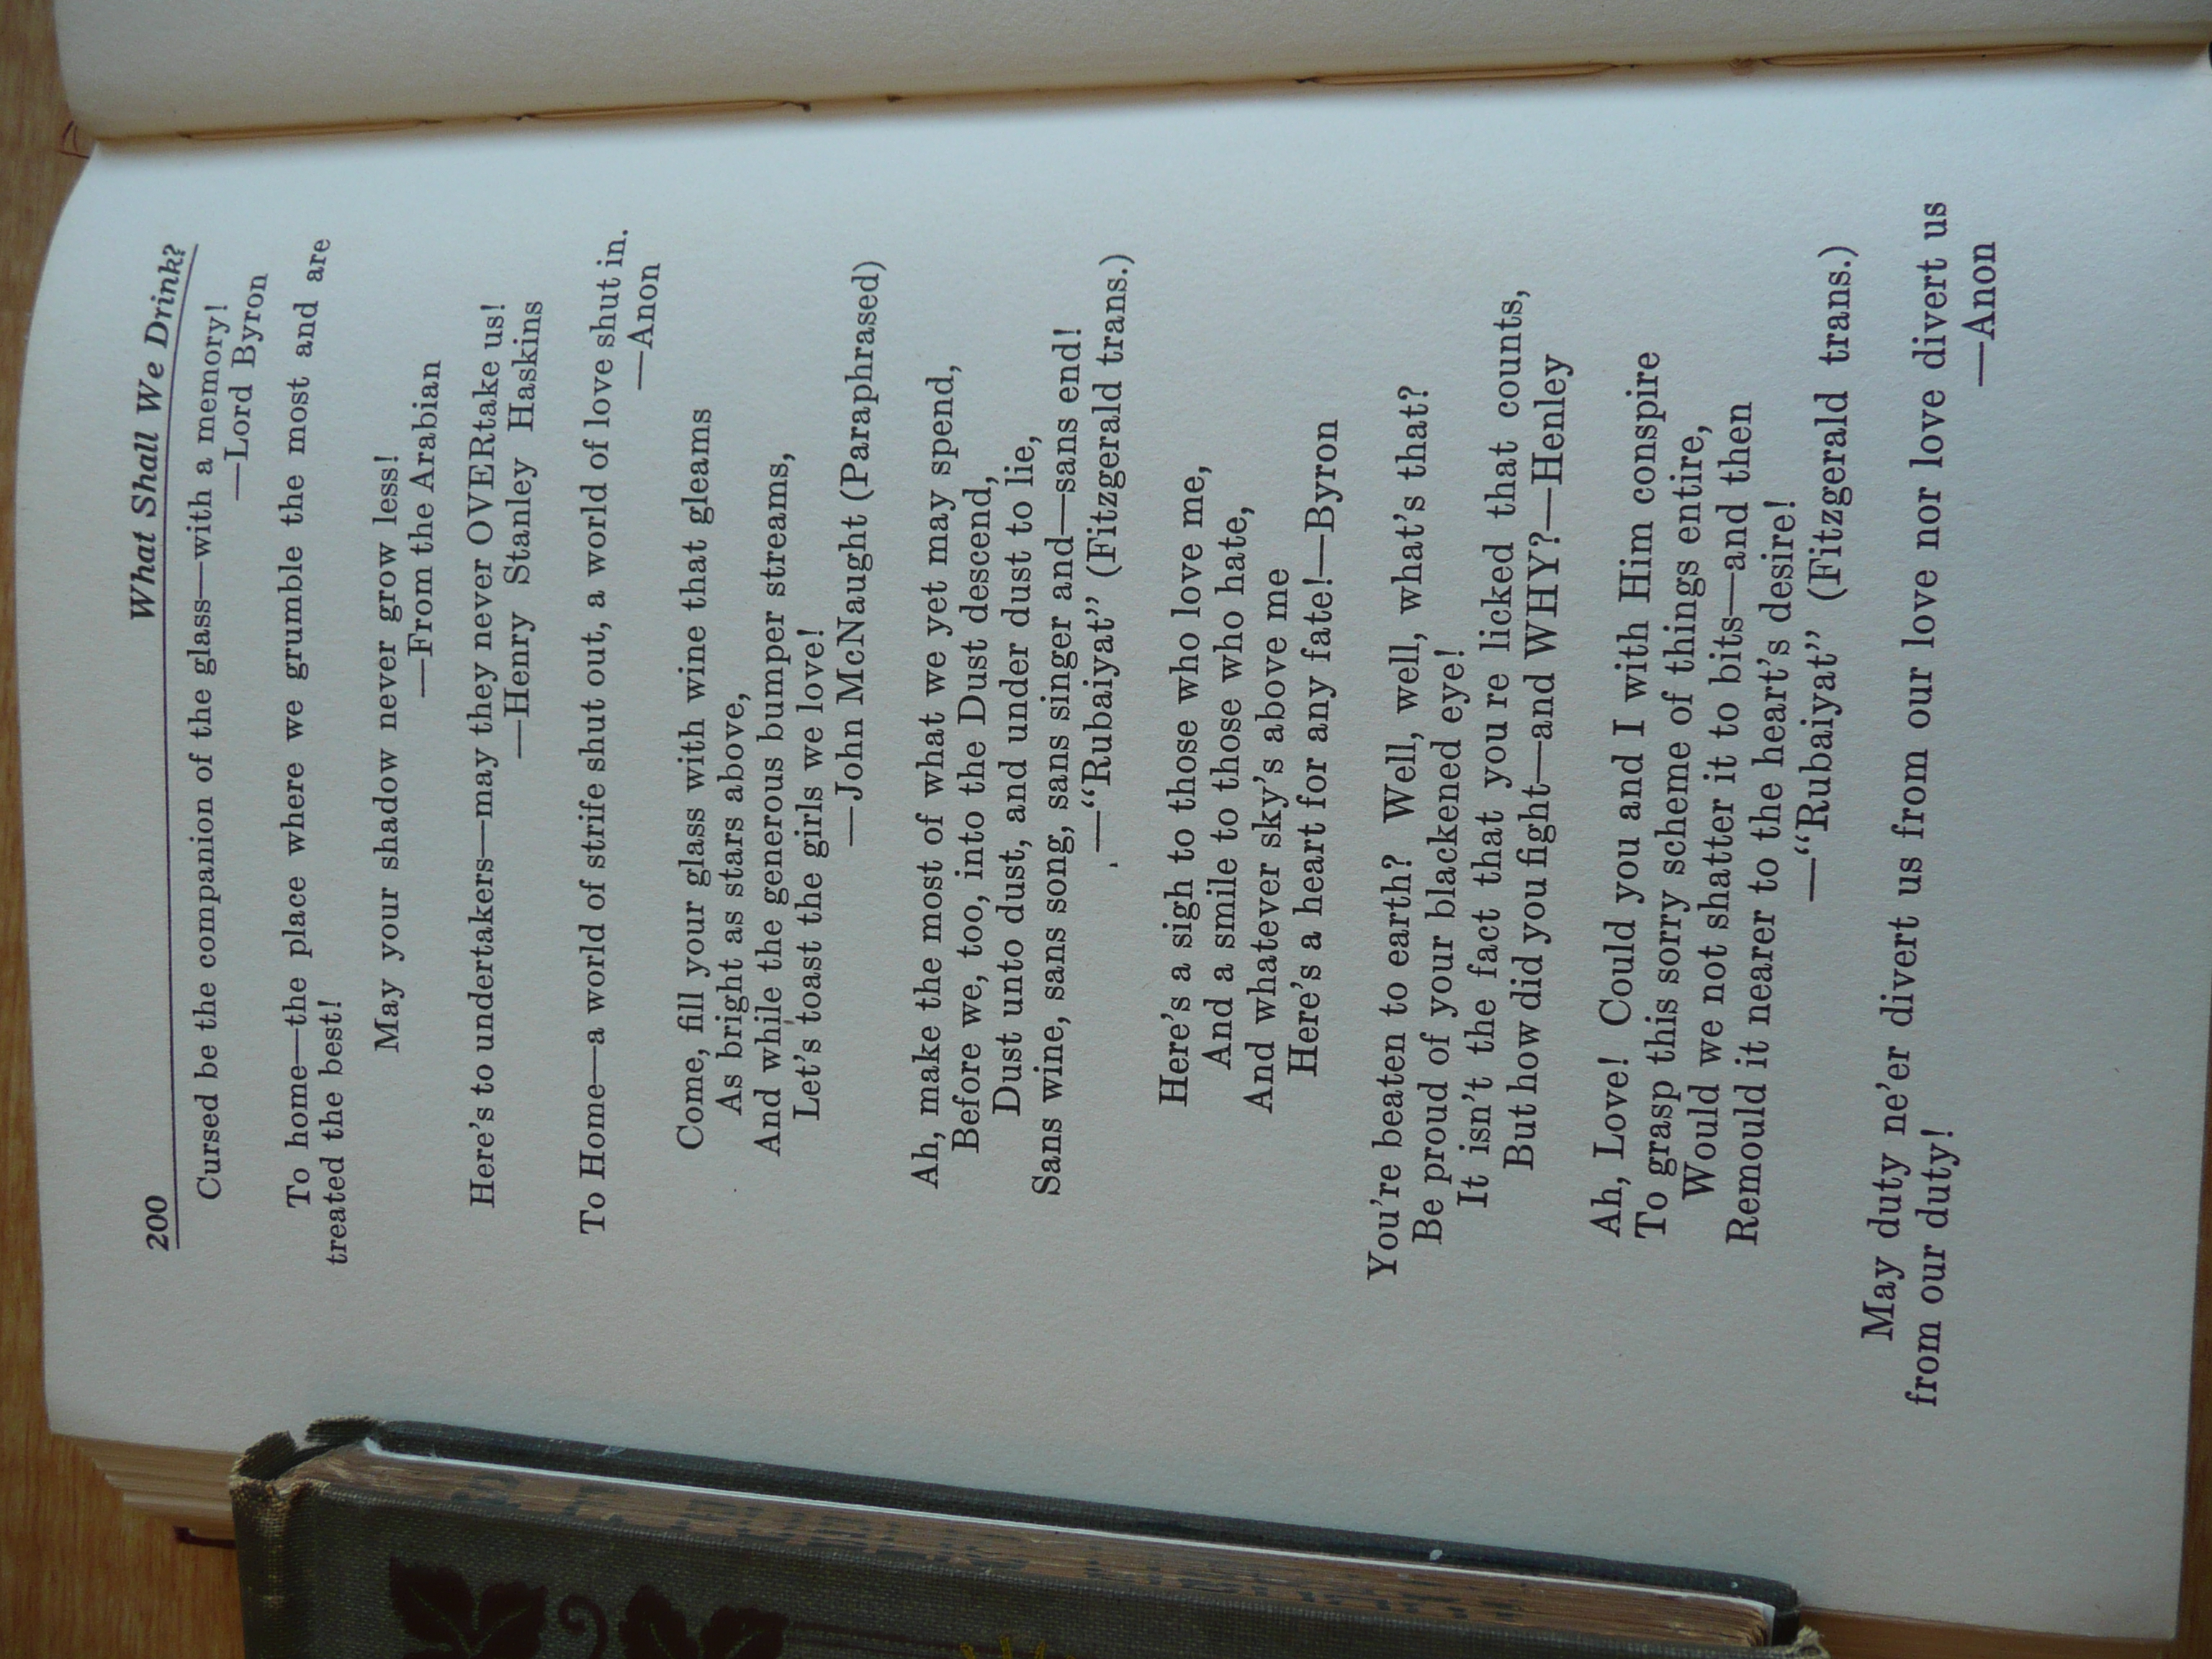 200 What Shall We Drink?
Cursed be the companion of the glass—with a memory!
—Lord Byron
To home—the place where we grumble the most and are
treated the best!
May your shadow never grow less!
—From the Arabian
Here's to undertakers—may they never OVERtake us!
—Henry Stanley Haskins
To Home—a world of strife shut out, a world of love shut in.
—Anon
Come, fill your glass with wine that gleams
As bright as stars above,
And while the generous bumper streams,
Let's toast the girls we love!
—John McNaught (Paraphrased)
Ah, make the most of what we yet may spend,
Before we, too, into the Dust descend,
Dust unto dust, and under dust to lie,
Sans wine, sans song, sans singer and—sans end!
—"Rubaiyat" (Fitzgerald trans.)
Here's a sigh to those who love me,
And a smile to those who hate,
And whatever sky's above me
Here's a heart for any fate!—Byron
You're beaten to earth? Well, well, what's that?
Be proud of your blackened eye!
It isn't the fact that you re licked that counts,
But how did you fight—and WHY?—Henley
Ah, Love! Could you and I with Him conspire
To grasp this sorry scheme of things entire,
Would we not shatter it to bits—and then
Remould it nearer to the heart's desire!
—"Rubaiyat" (Fitzgerald trans.)
May duty ne'er divert us from our love nor love divert us
from our duty!
—Anon